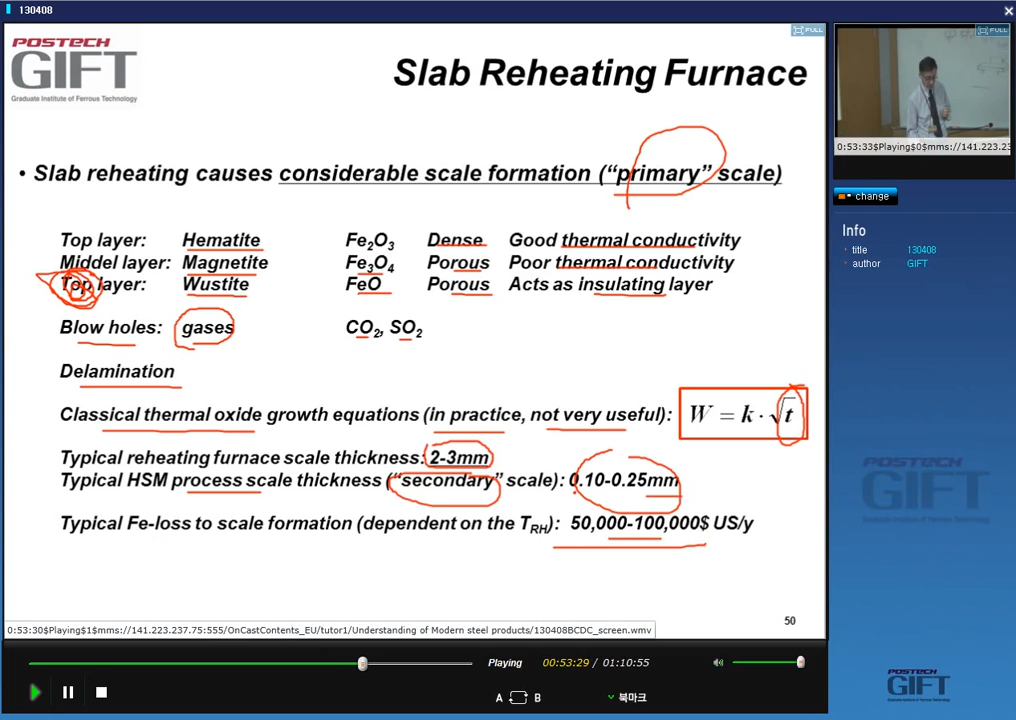 130408
FULL
FULL
POSTECH
GIFT
Graduate Institute of Ferrous Technology
Slab Reheating Furnace
• Slab reheating causes considerable scale formation (“primary” scale)
Top layer: Hematite Fe2O3 Dense Good thermal conductivity
Middel layer: Magnetite Fe3O4 Porous Poor thermal conductivity
Top layer: Wustite FeO Porous Acts as insulating layer
Blow holes: gases CO2, SO2
Delamination
Classical thermal oxide growth equations (in practice, not very useful): W = k · √t
Typical reheating furnace scale thickness: 2-3mm
Typical HSM process scale thickness (“secondary” scale): 0.10-0.25mm
Typical Fe-loss to scale formation (dependent on the TRH): 50,000-100,000$ US/y
50
0:53:30$Playing$1$mms://141.223.237.75:555/OnCastContents_EU/tutor1/Understanding of Modern steel products/130408BCDC_screen.wmv
0:53:33$Playing$0$mms://141.223.23
change
Info
title 130408
author GIFT
POSTECH
GIFT
Playing 00:53:29 / 01:10:55
A B 북마크
POSTECH
GIFT